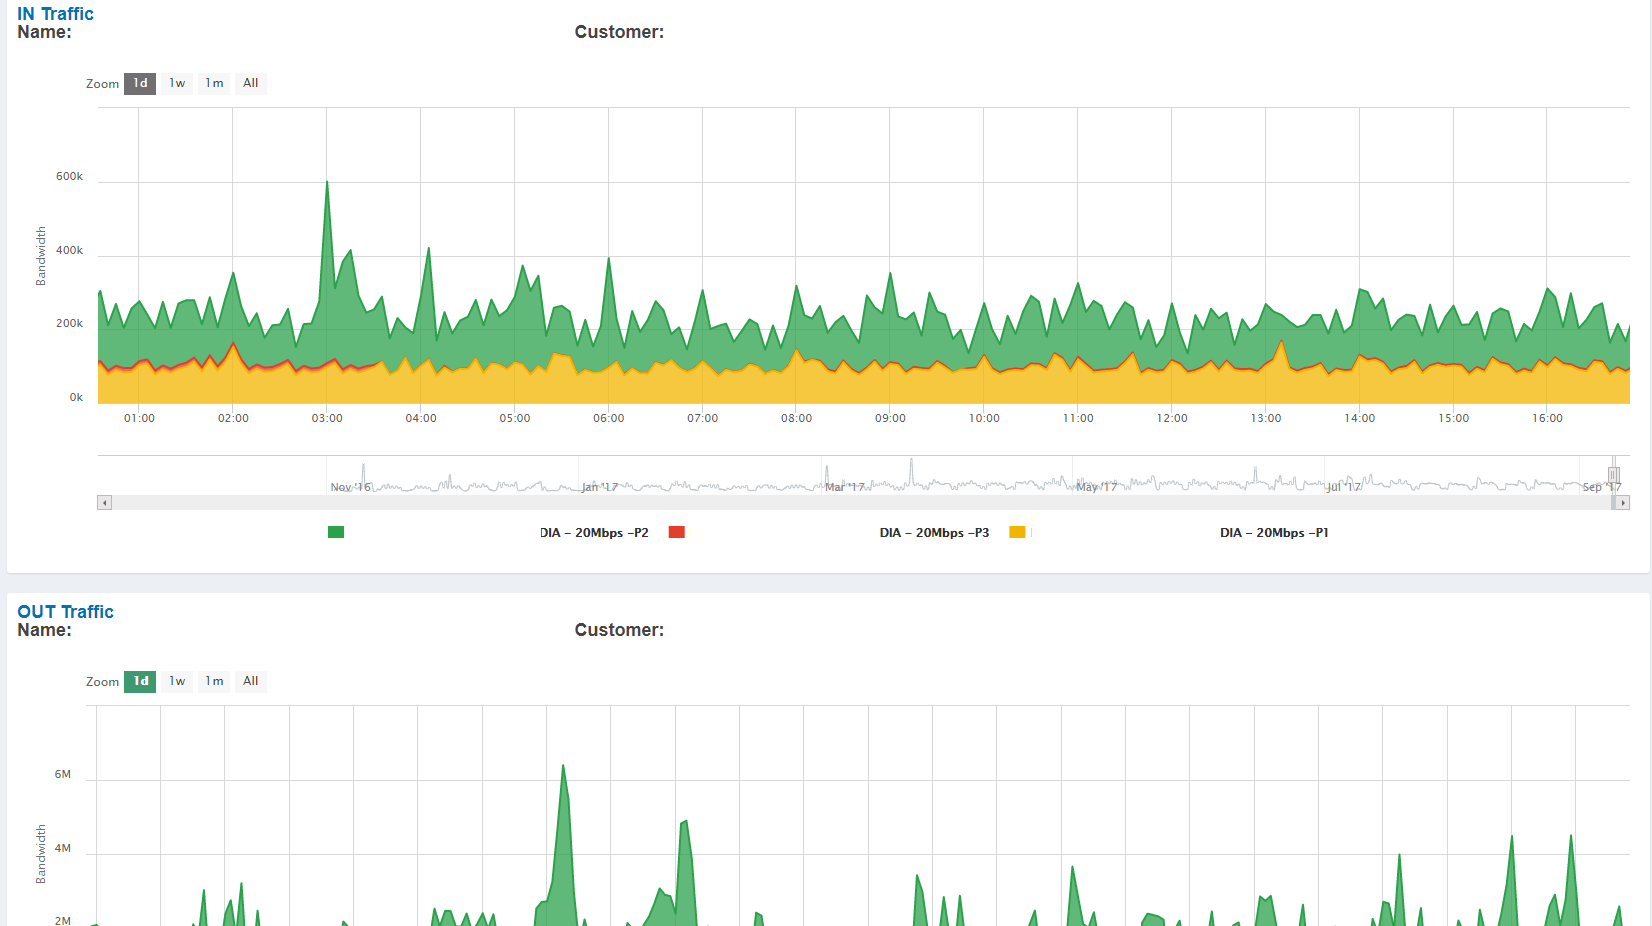 IN Traffic
Name: Customer:
Zoom 1d 1w 1m All
600k
400k
200k
0k
Bandwidth
01:00 02:00 03:00 04:00 05:00 06:00 07:00 08:00 09:00 10:00 11:00 12:00 13:00 14:00 15:00 16:00
Nov '16 Jan '17 Mar '17 May '17 Jul '17 Sep '17
DIA - 20Mbps -P2 DIA - 20Mbps -P3 DIA - 20Mbps -P1
OUT Traffic
Name: Customer:
Zoom 1d 1w 1m All
6M
4M
2M
Bandwidth